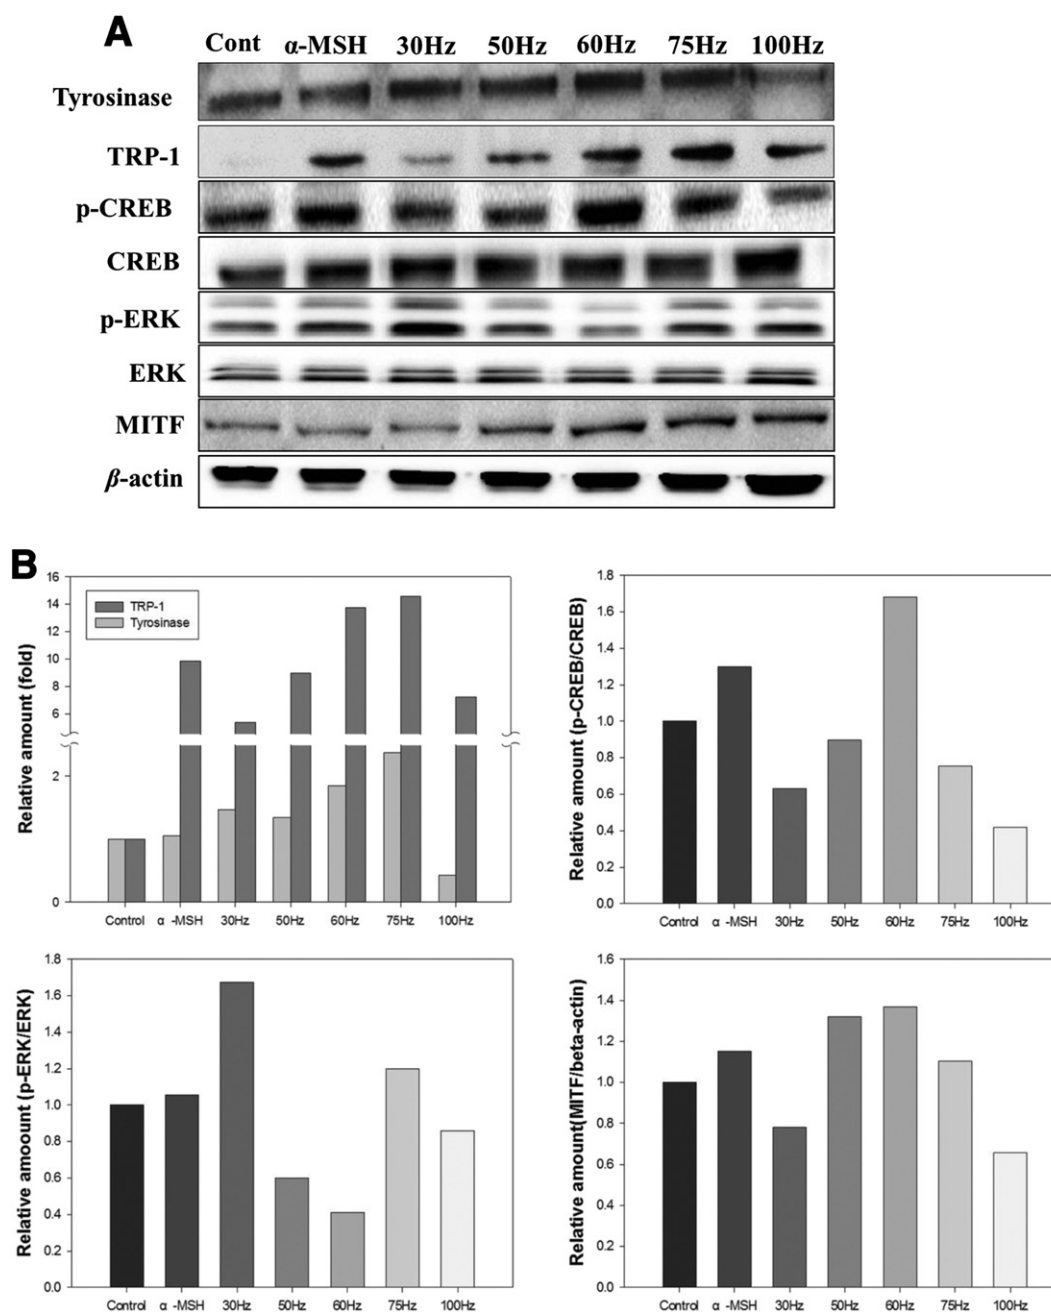 A
Cont α-MSH 30Hz 50Hz 60Hz 75Hz 100Hz
Tyrosinase
TRP-1
p-CREB
CREB
p-ERK
ERK
MITF
β-actin
B
Relative amount (fold)
16
14
12
10
8
6
2
0
TRP-1
Tyrosinase
Control α -MSH 30Hz 50Hz 60Hz 75Hz 100Hz
Relative amount (p-CREB/CREB)
1.8
1.6
1.4
1.2
1.0
0.8
0.6
0.4
0.2
0.0
Control α -MSH 30Hz 50Hz 60Hz 75Hz 100Hz
Relative amoount (p-ERK/ERK)
1.8
1.6
1.4
1.2
1.0
0.8
0.6
0.4
0.2
0.0
Control α -MSH 30Hz 50Hz 60Hz 75Hz 100Hz
Relative amount(MITF/beta-actin)
1.6
1.4
1.2
1.0
0.8
0.6
0.4
0.2
0.0
Control α -MSH 30Hz 50Hz 60Hz 75Hz 100Hz